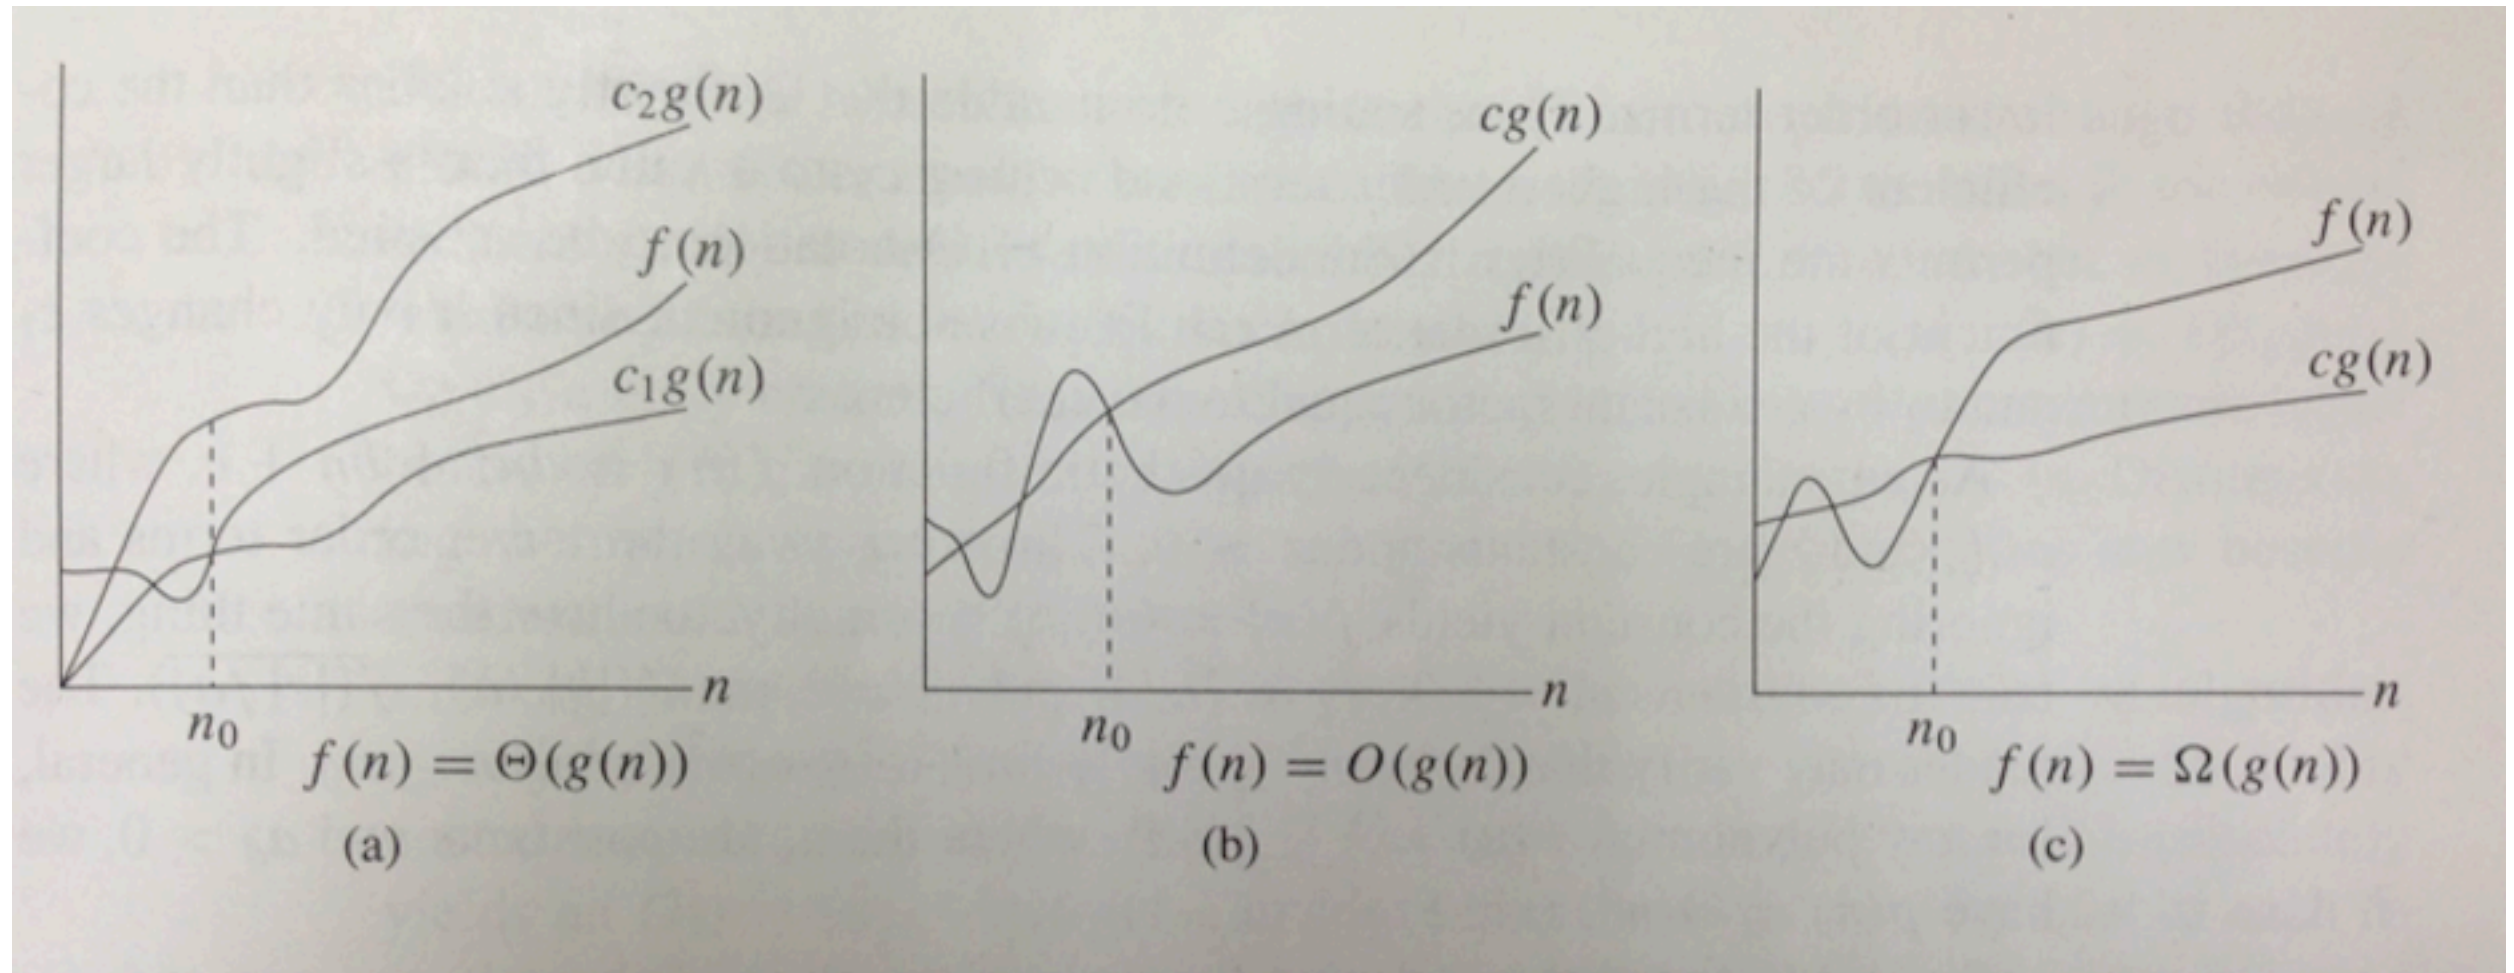 c₂g(n)
f(n)
c₁g(n)
n
n₀
f(n) = Θ(g(n))
(a)
cg(n)
f(n)
n
n₀
f(n) = O(g(n))
(b)
f(n)
cg(n)
n
n₀
f(n) = Ω(g(n))
(c)